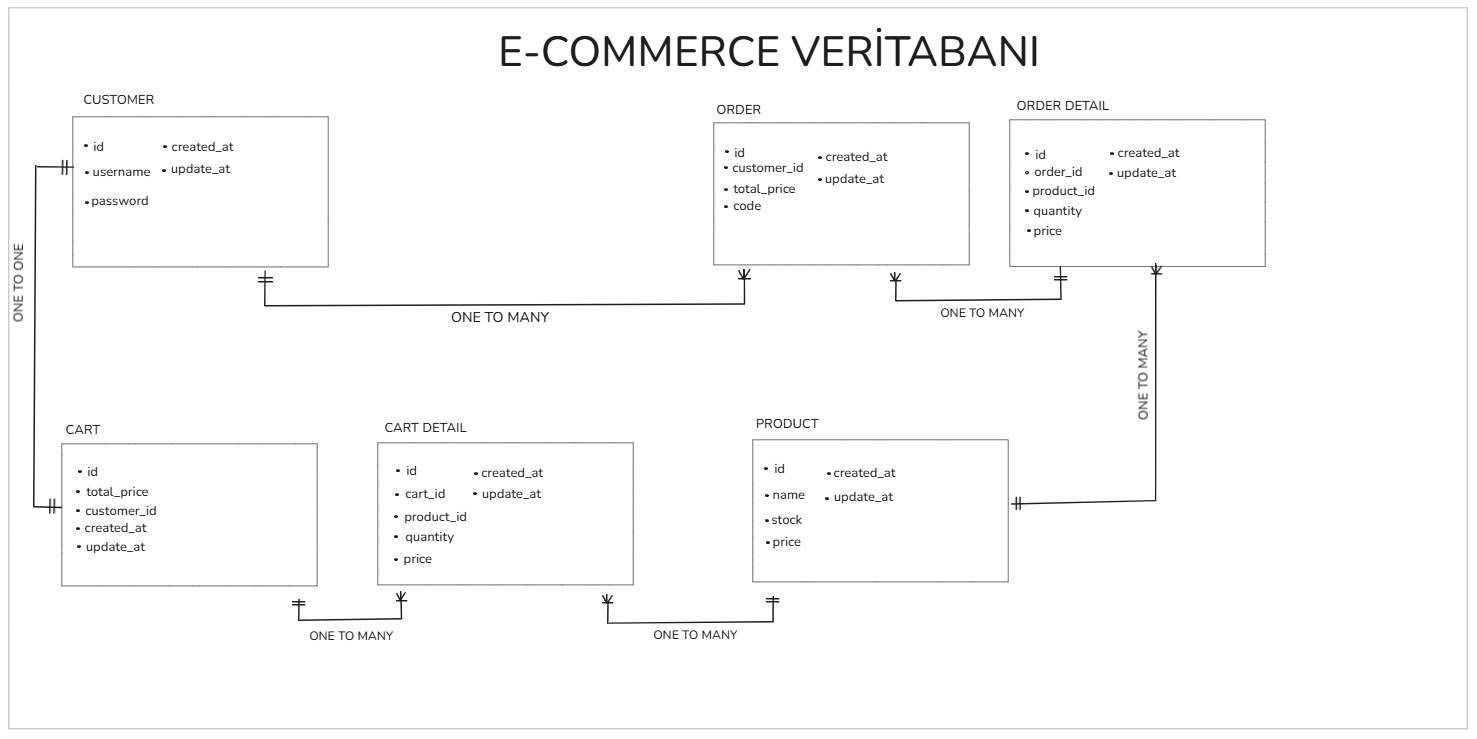 E-COMMERCE VERİTABANI
CUSTOMER
id
username
password
created_at
update_at
ORDER
id
customer_id
total_price
code
created_at
update_at
ORDER DETAIL
id
order_id
product_id
quantity
price
created_at
update_at
ONE TO ONE
ONE TO MANY
ONE TO MANY
ONE TO MANY
CART
id
total_price
customer_id
created_at
update_at
CART DETAIL
id
cart_id
product_id
quantity
price
created_at
update_at
PRODUCT
id
name
stock
price
created_at
update_at
ONE TO MANY
ONE TO MANY